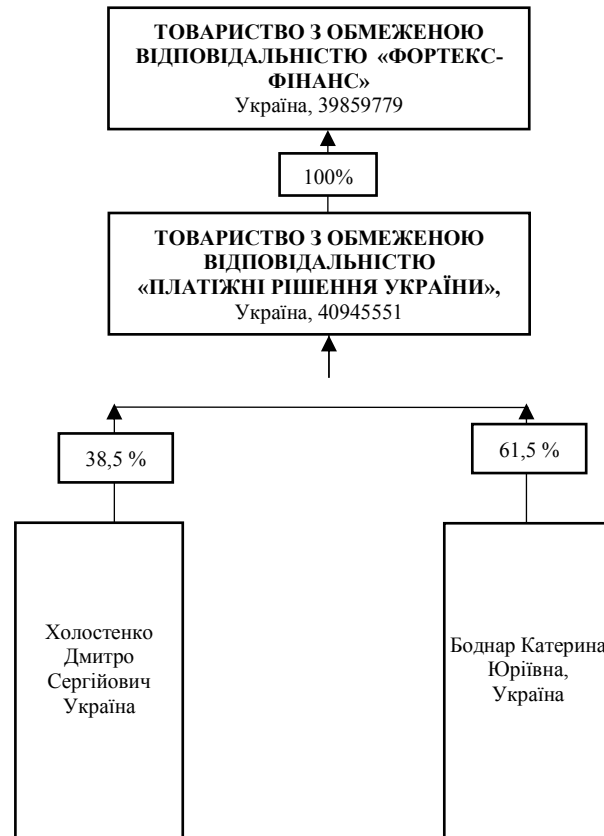 ТОВАРИСТВО З ОБМЕЖЕНОЮ
ВІДПОВІДАЛЬНІСТЮ «ФОРТЕКС-
ФІНАНС»
Україна, 39859779
100%
ТОВАРИСТВО З ОБМЕЖЕНОЮ
ВІДПОВІДАЛЬНІСТЮ
«ПЛАТІЖНІ РІШЕННЯ УКРАЇНИ»,
Україна, 40945551
38,5 %
61,5 %
Холостенко
Дмитро
Сергійович
Україна
Боднар Катерина
Юріївна,
Україна